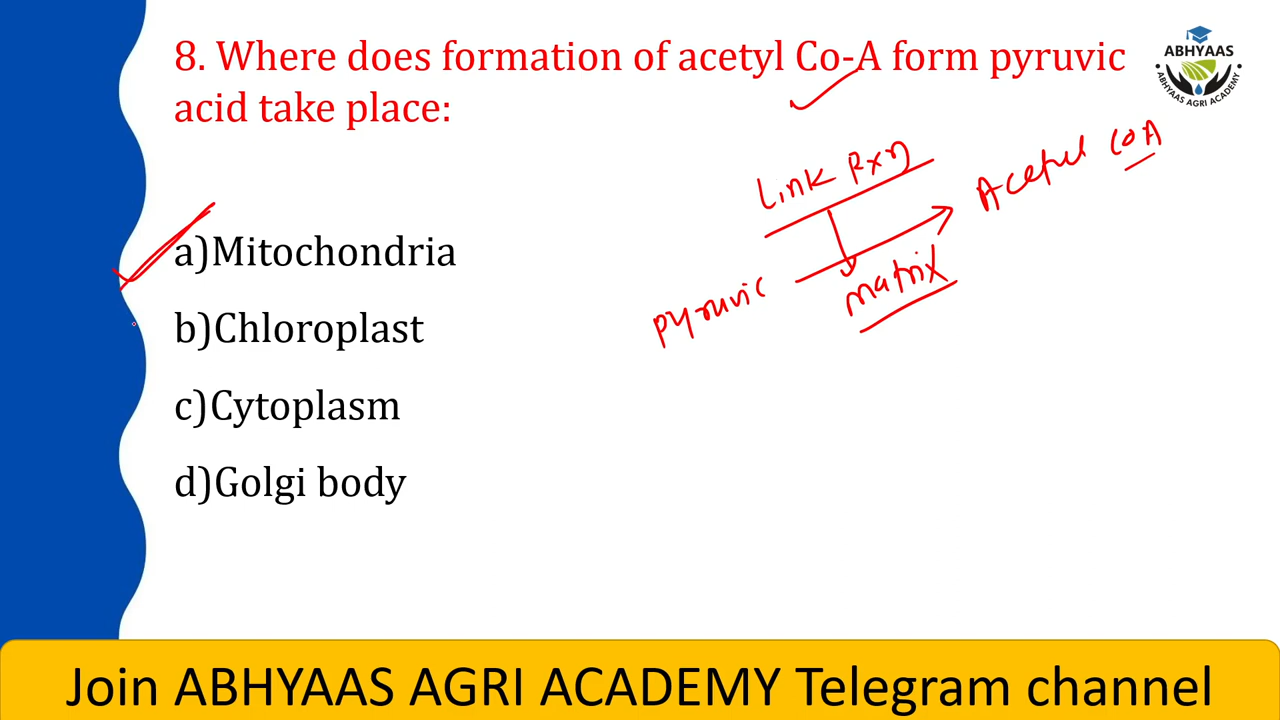 8. Where does formation of acetyl Co-A form pyruvic
acid take place:
ABHYAAS
ABHYAAS AGRI ACADEMY
Link Rxn
Acetyl COA
matrix
pyruvic
a)Mitochondria
b)Chloroplast
c)Cytoplasm
d)Golgi body
Join ABHYAAS AGRI ACADEMY Telegram channel